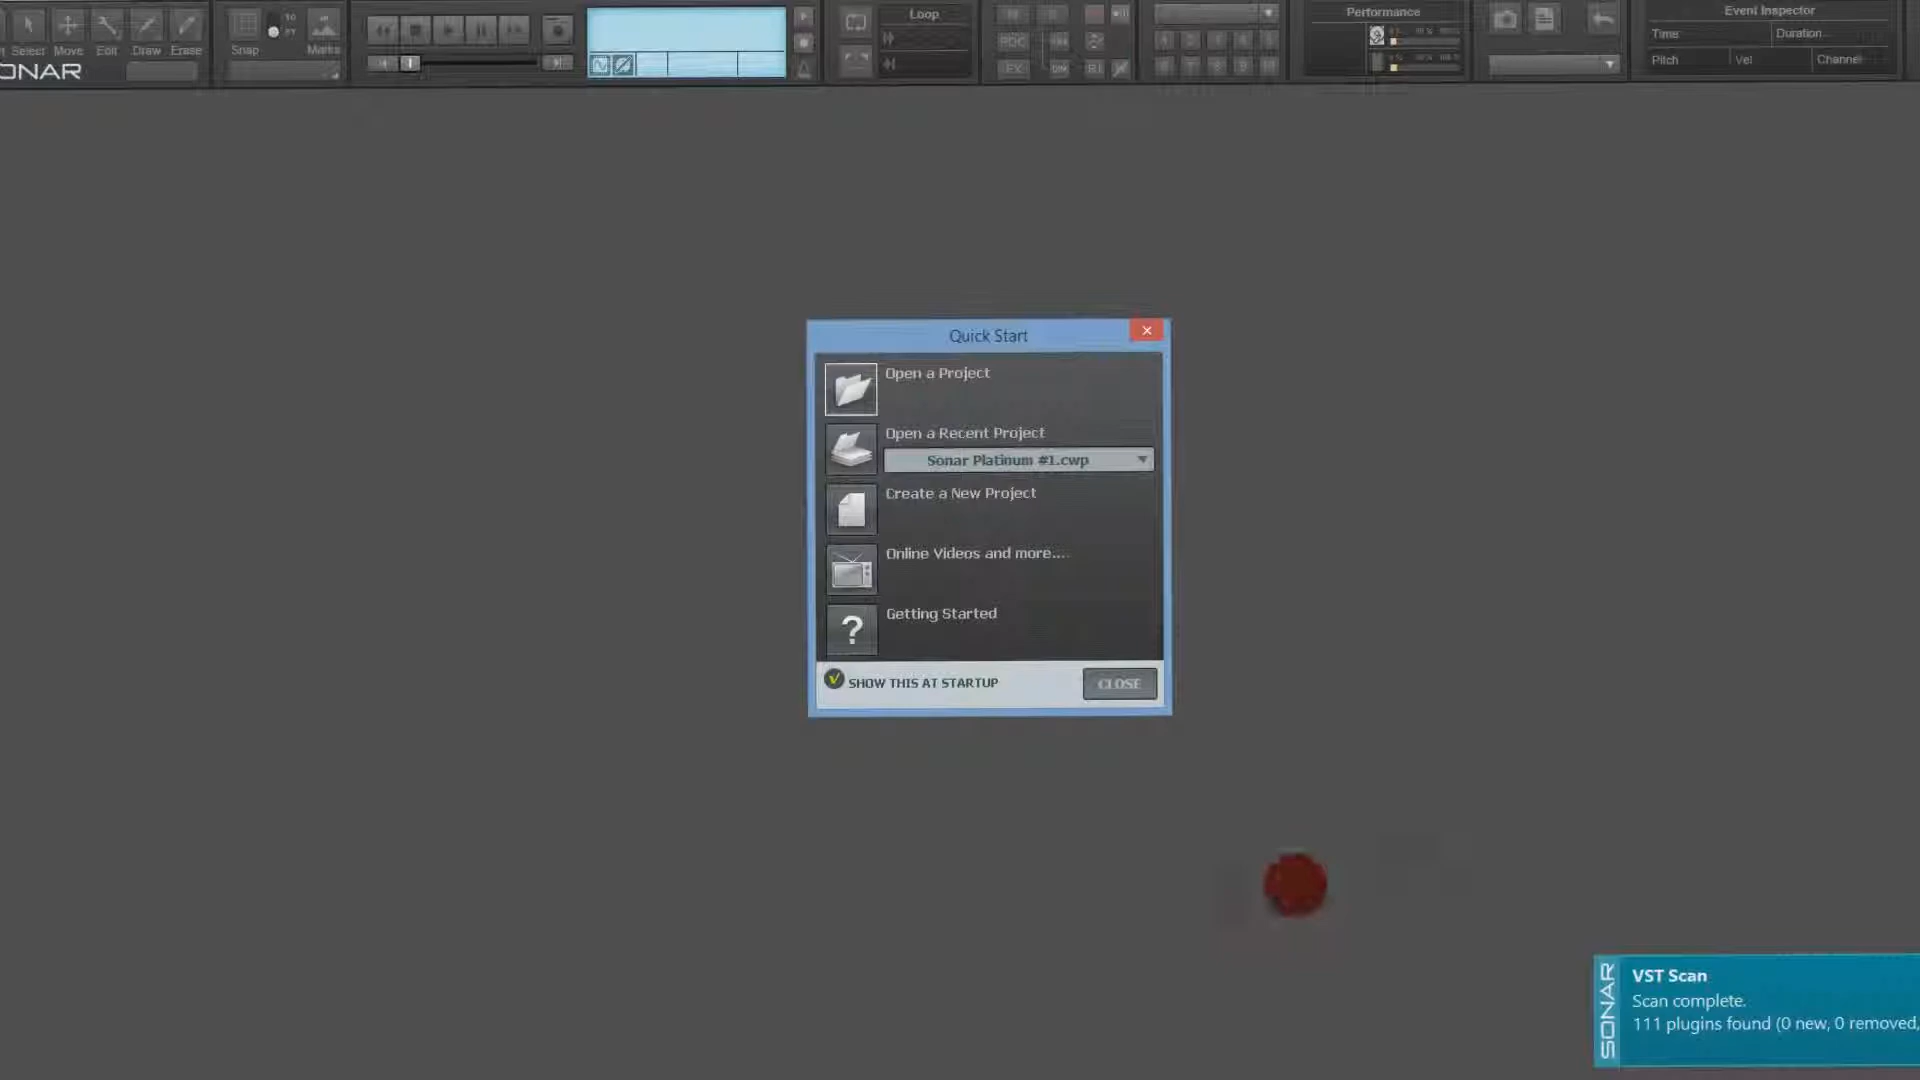 Select Move Edit Draw Erase
Snap
Marks
Loop
PDC
FX
Performance
Event Inspector
Time
Duration
Pitch
Vel
Channel
Quick Start
Open a Project
Open a Recent Project
Sonar Platinum #1.cwp
Create a New Project
Online Videos and more....
?
Getting Started
SHOW THIS AT STARTUP
CLOSE
SONAR
VST Scan
Scan complete.
111 plugins found (0 new, 0 removed,